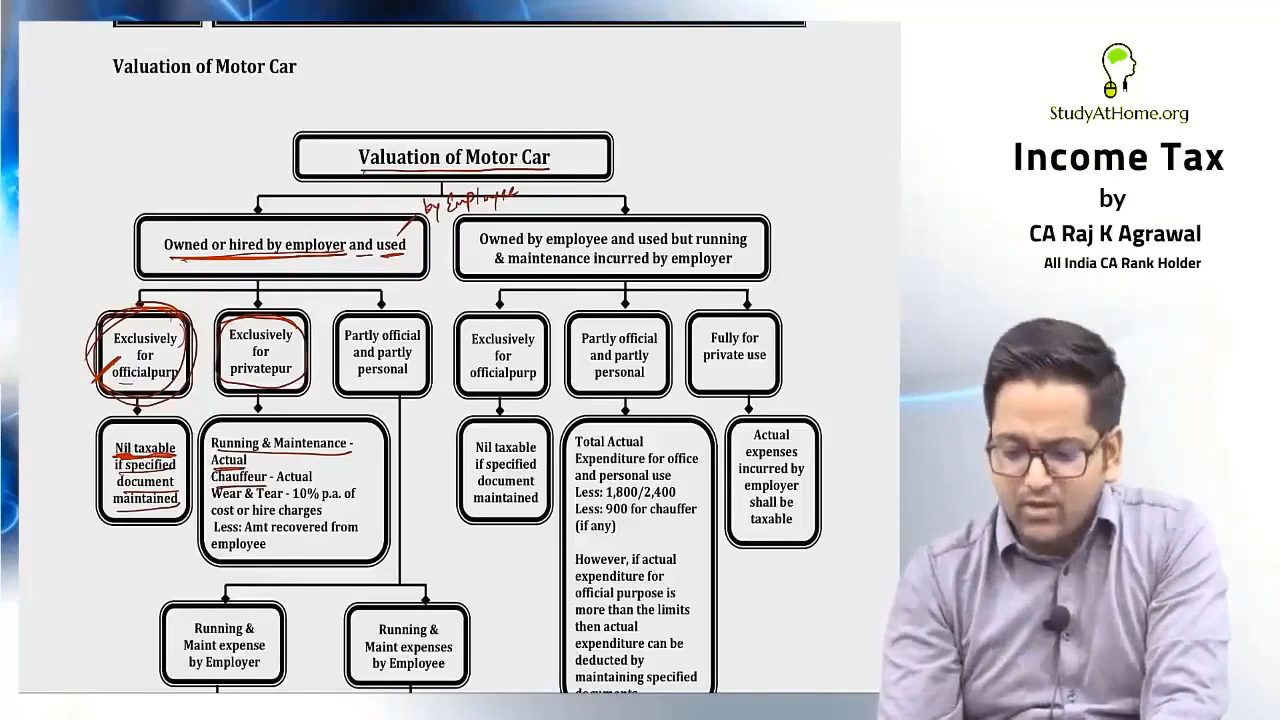 Valuation of Motor Car
Valuation of Motor Car
by Employee
Owned or hired by employer and used
Owned by employee and used but running
& maintenance incurred by employer
Exclusively
for
officialpurp
Exclusively
for
privatepur
Partly official
and partly
personal
Exclusively
for
officialpurp
Partly official
and partly
personal
Fully for
private use
Nil taxable
if specified
document
maintained
Running & Maintenance -
Actual
Chauffeur - Actual
Wear & Tear - 10% p.a. of
cost or hire charges
Less: Amt recovered from
employee
Nil taxable
if specified
document
maintained
Total Actual
Expenditure for office
and personal use
Less: 1,800/2,400
Less: 900 for chauffer
(if any)
However, if actual
expenditure for
official purpose is
more than the limits
then actual
expenditure can be
deducted by
maintaining specified
documents
Actual
expenses
incurred by
employer
shall be
taxable
Running &
Maint expense
by Employer
Running &
Maint expenses
by Employee
StudyAtHome.org
Income Tax
by
CA Raj K Agrawal
All India CA Rank Holder